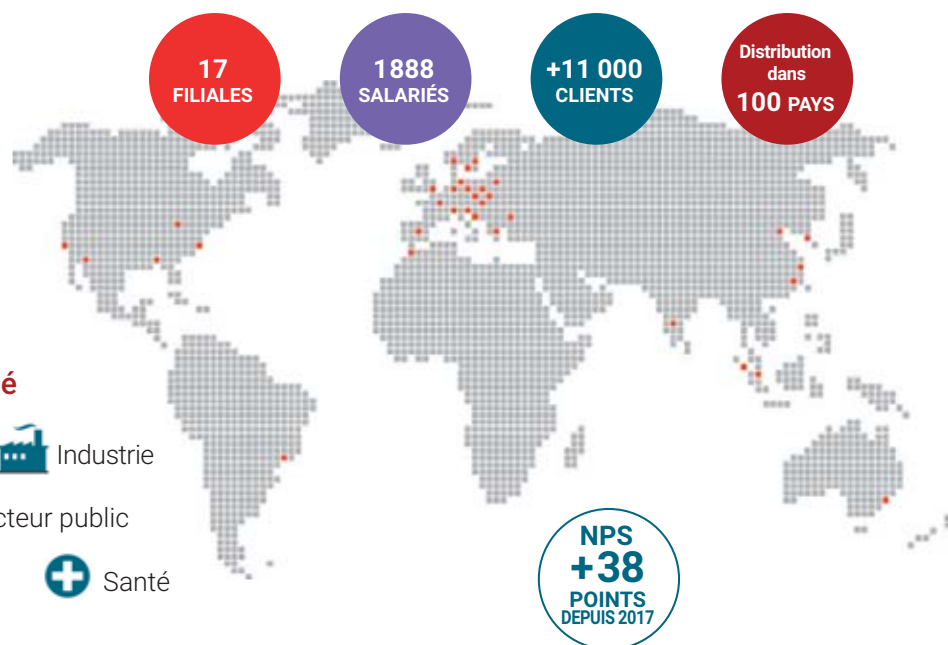 17
FILIALES
1888
SALARIÉS
+11 000
CLIENTS
Distribution
dans
100 PAYS
é
Industrie
cteur public
Santé
NPS
+38
POINTS
DEPUIS 2017